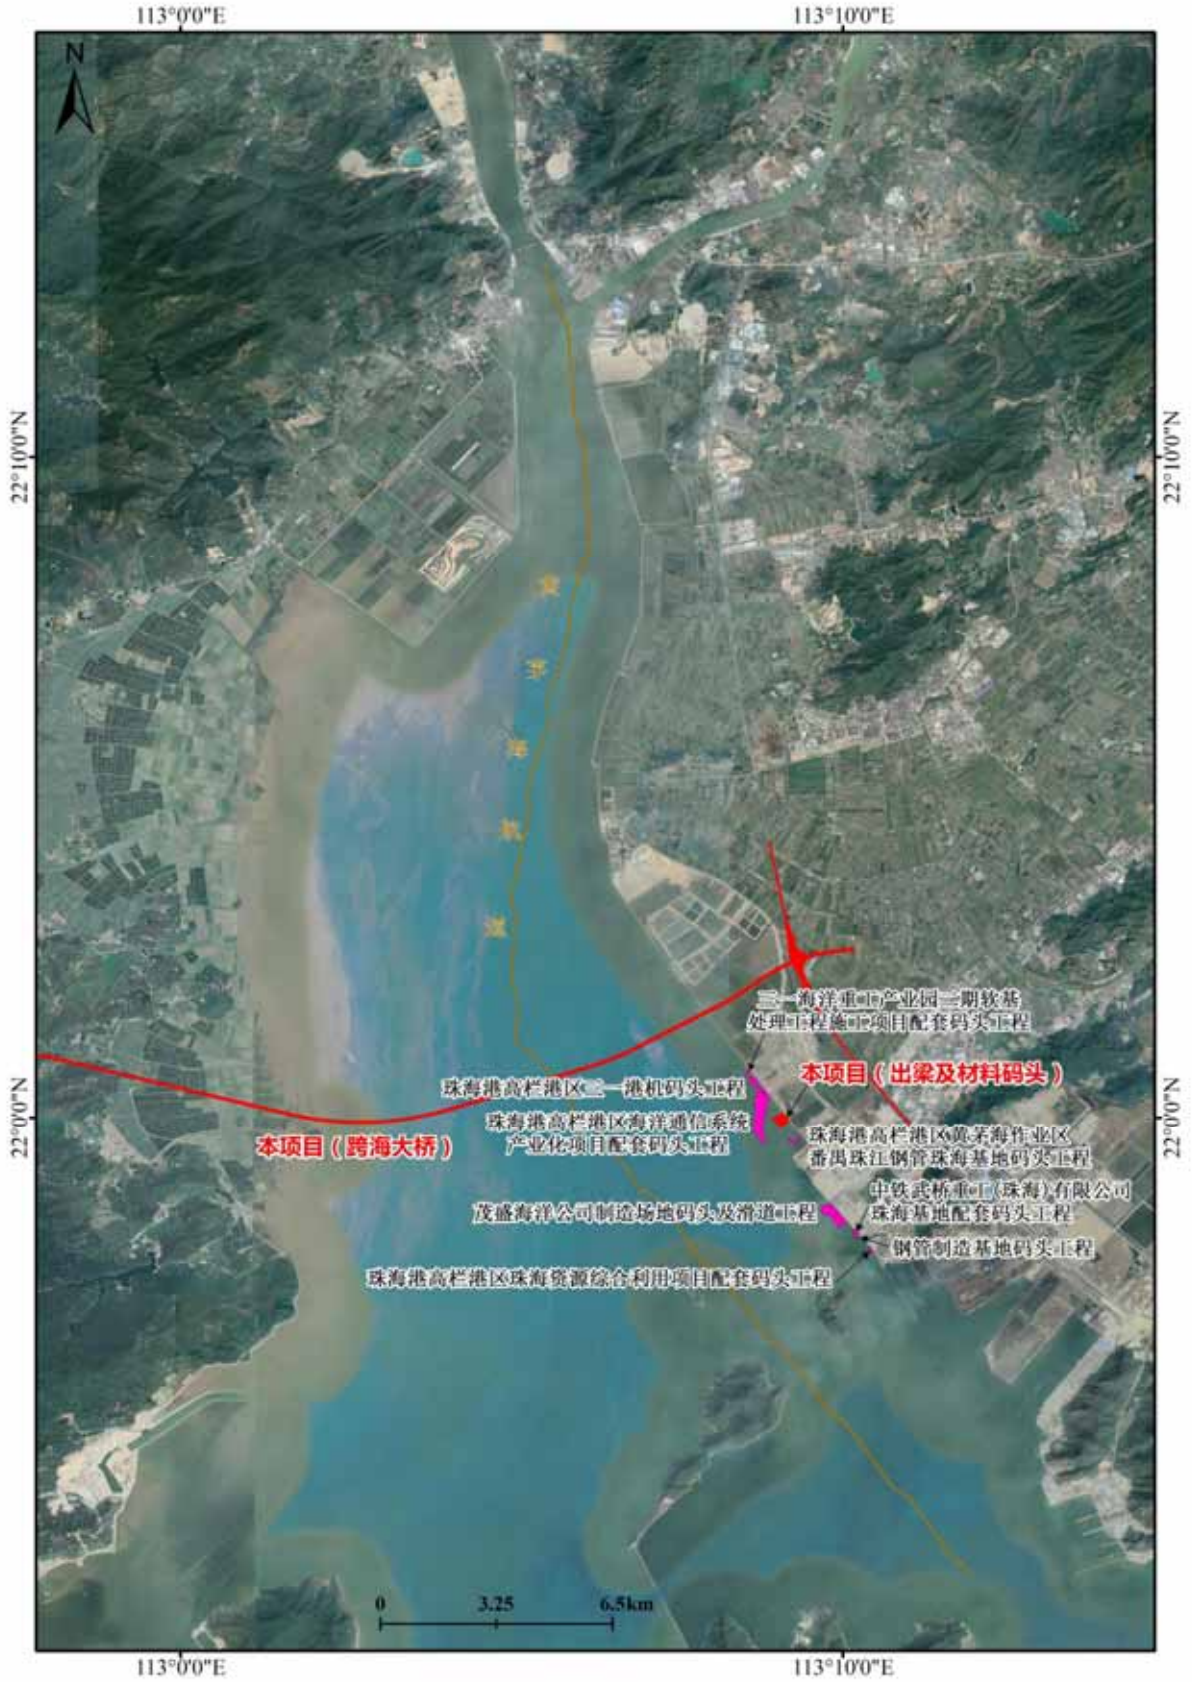 113°0'0"E
113°10'0"E
N
22°10'0"N
22°10'0"N
黄
茅
海
航
道
三一海洋重工产业园二期软基
处理工程施工项目配套码头工程
本项目（出梁及材料码头）
珠海港高栏港区三一港机码头工程
22°0'0"N
22°0'0"N
珠海港高栏港区海洋通信系统
产业化项目配套码头工程
本项目（跨海大桥）
珠海港高栏港区黄茅海作业区
番禺珠江钢管珠海基地码头工程
中铁武桥重工(珠海)有限公司
珠海基地配套码头工程
茂盛海洋公司制造场地码头及滑道工程
钢管制造基地码头工程
珠海港高栏港区珠海资源综合利用项目配套码头工程
0
3.25
6.5km
113°0'0"E
113°10'0"E